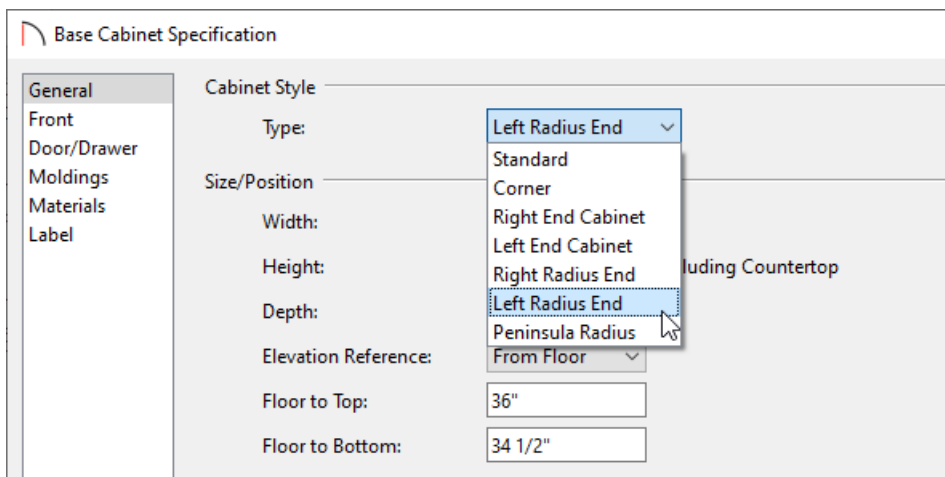 Base Cabinet Specification
General
Front
Door/Drawer
Moldings
Materials
Label
Cabinet Style
Type: Left Radius End
Standard
Corner
Right End Cabinet
Left End Cabinet
Right Radius End
Left Radius End
Peninsula Radius
Size/Position
Width:
Height: luding Countertop
Depth:
Elevation Reference: From Floor
Floor to Top: 36"
Floor to Bottom: 34 1/2"